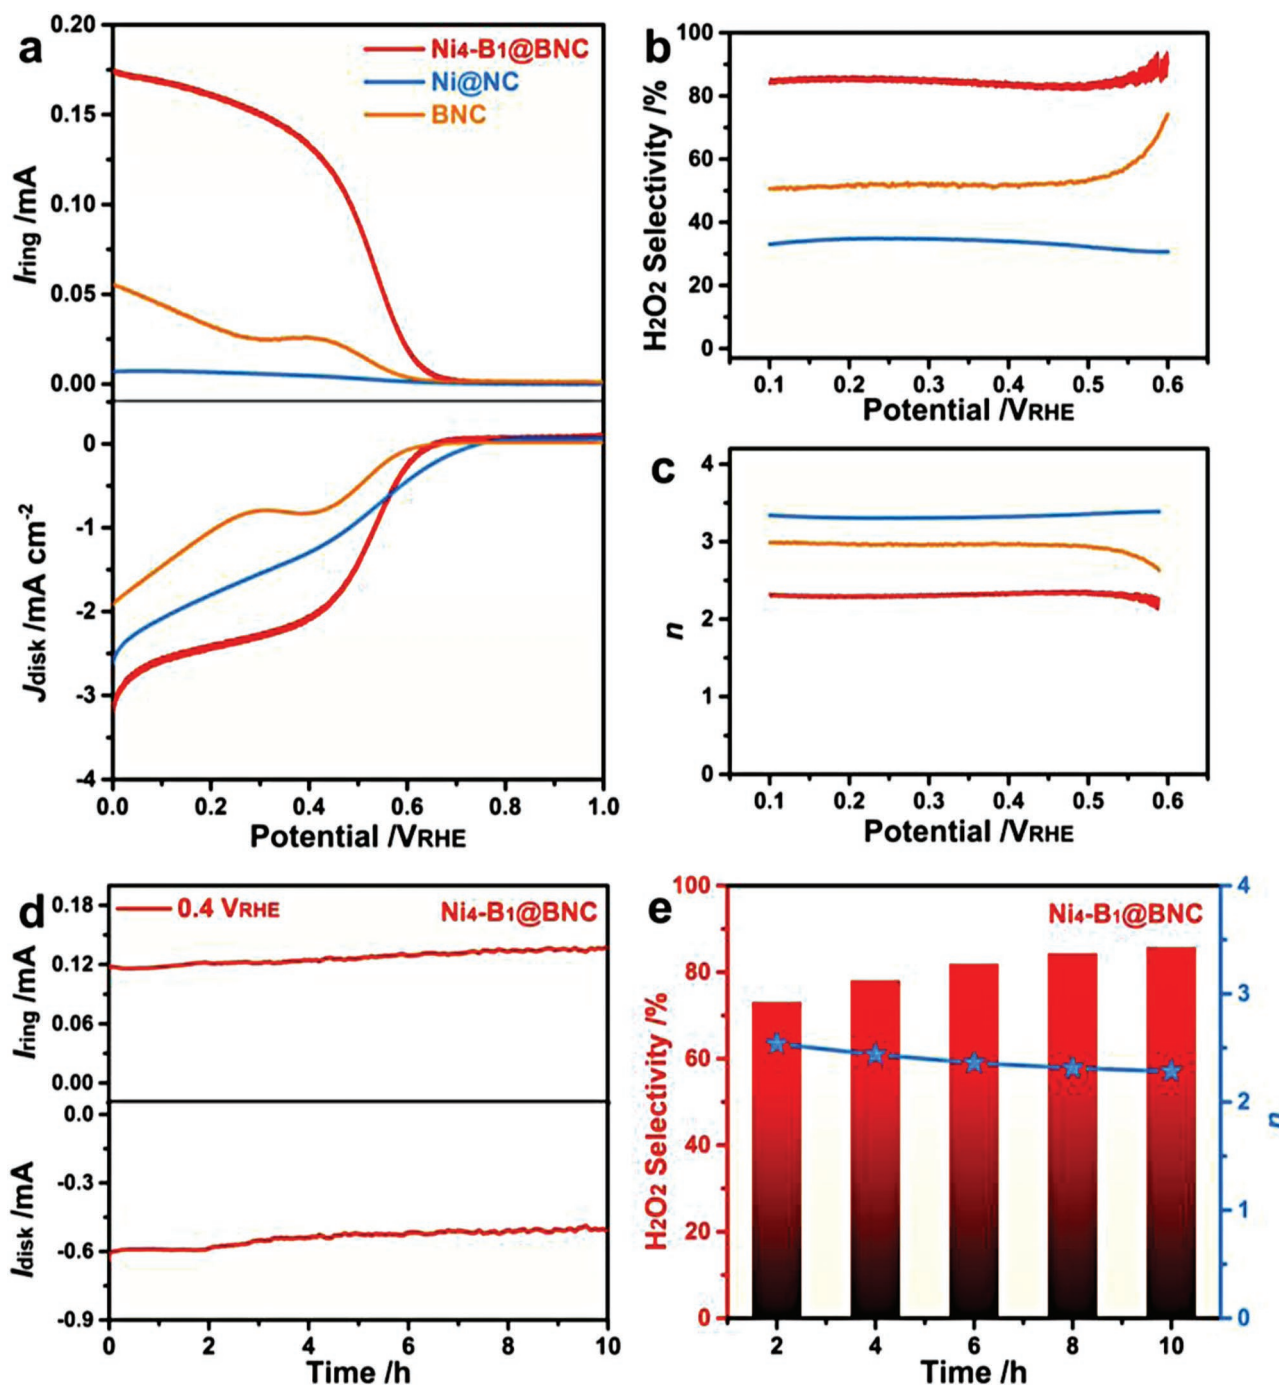 a
0.20
0.15
0.10
0.05
0.00
Iring /mA
Ni4-B1@BNC
Ni@NC
BNC
0
-1
-2
-3
-4
Jdisk /mA cm-2
0.0 0.2 0.4 0.6 0.8 1.0
Potential /VRHE
b
100
80
60
40
20
0
H2O2 Selectivity /%
0.1 0.2 0.3 0.4 0.5 0.6
Potential /VRHE
c
4
3
2
1
0
n
0.1 0.2 0.3 0.4 0.5 0.6
Potential /VRHE
d
0.18
0.12
0.06
0.00
Iring /mA
0.4 VRHE
Ni4-B1@BNC
0.0
-0.3
-0.6
-0.9
Idisk /mA
0 2 4 6 8 10
Time /h
e
100
80
60
40
20
0
H2O2 Selectivity /%
Ni4-B1@BNC
4
3
2
1
0
n
2 4 6 8 10
Time /h